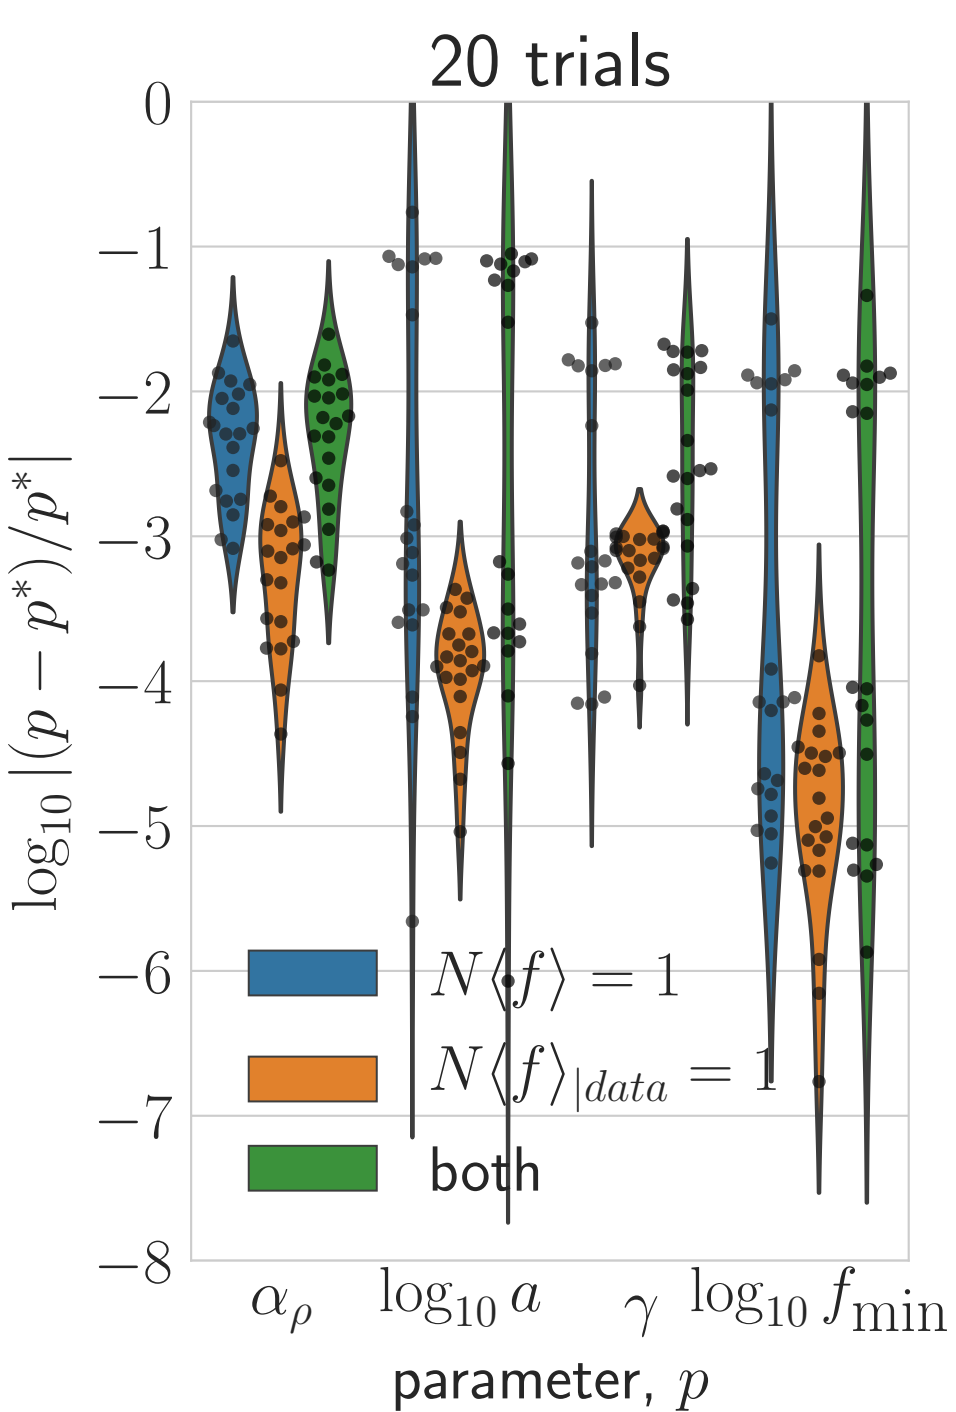 20 trials
0
−1
−2
−3
−4
−5
−6
−7
−8
log₁₀ |(p − p*)/p*|
N⟨f⟩ = 1
N⟨f⟩|data = 1
both
αρ log₁₀ a γ log₁₀ fmin
parameter, p